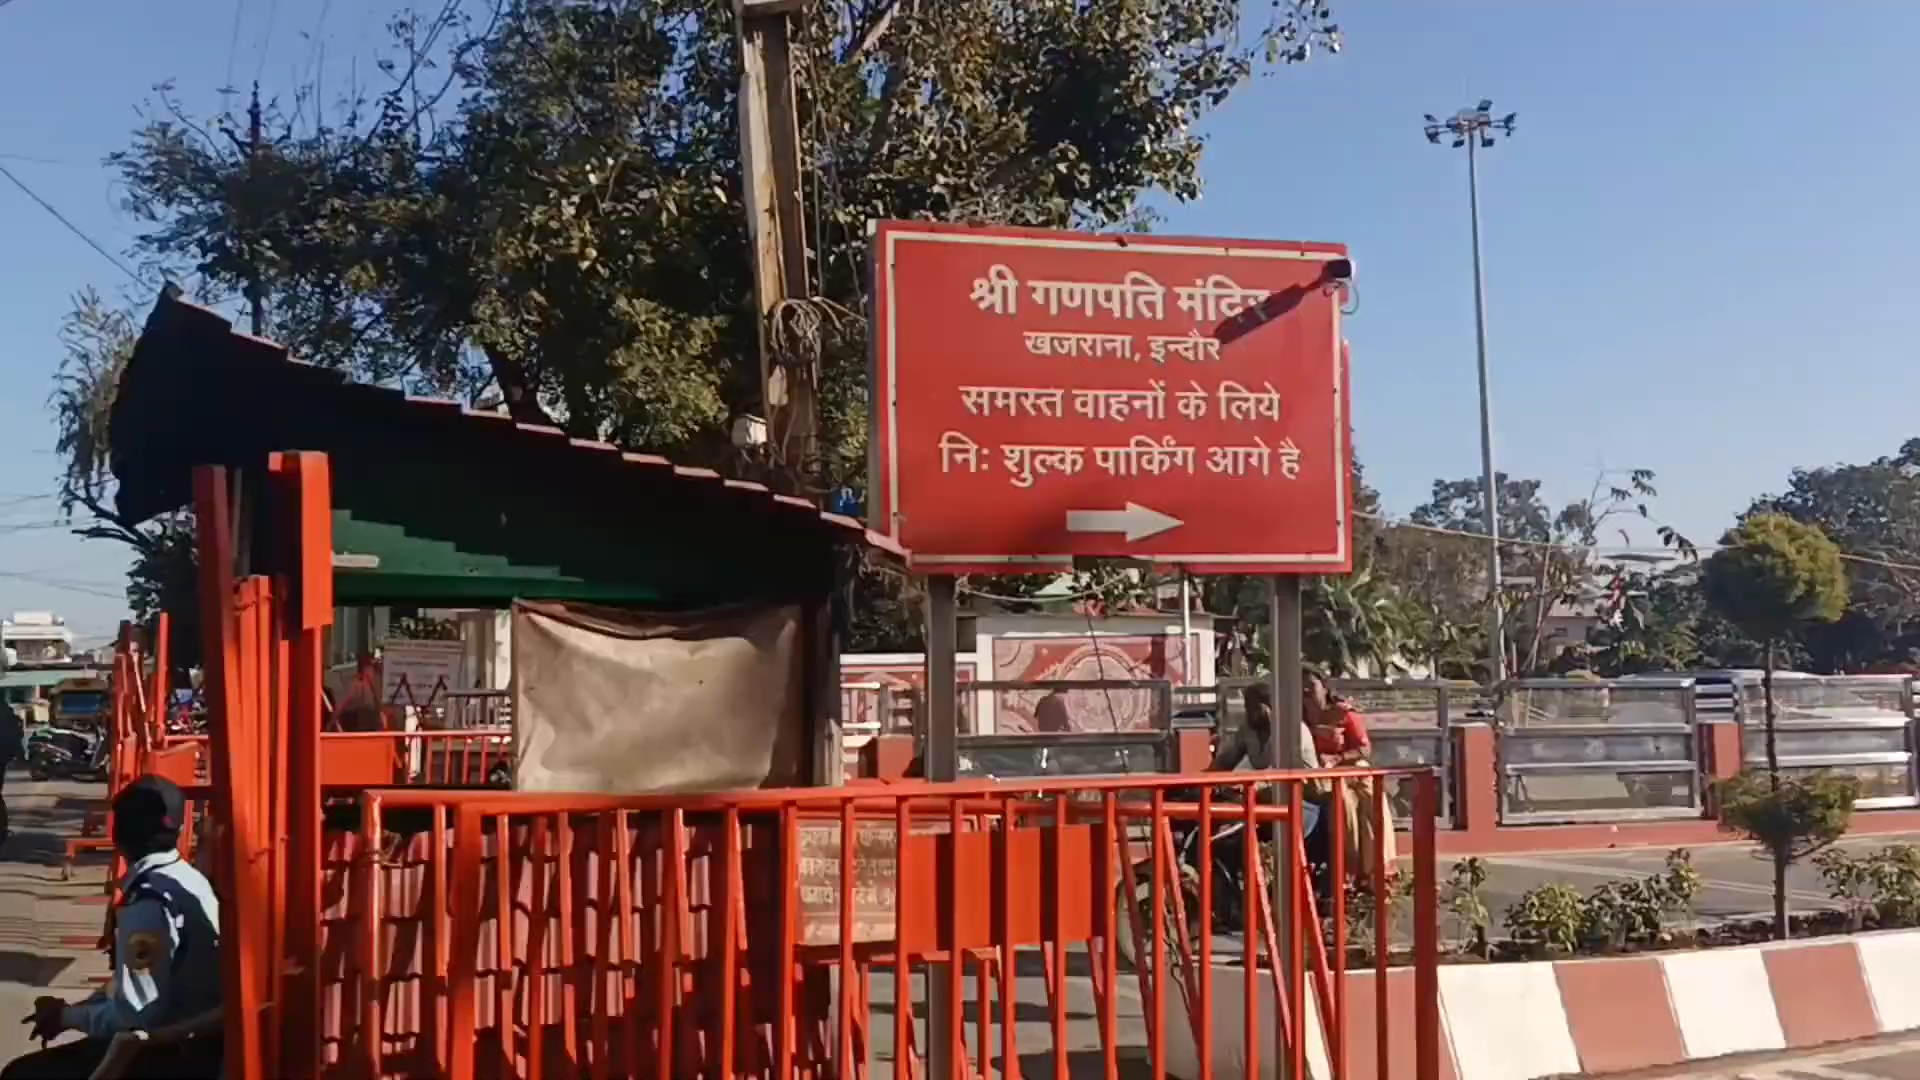 श्री गणपति मंदिर
खजराना, इन्दौर
समस्त वाहनों के लिये
निः शुल्क पार्किंग आगे है